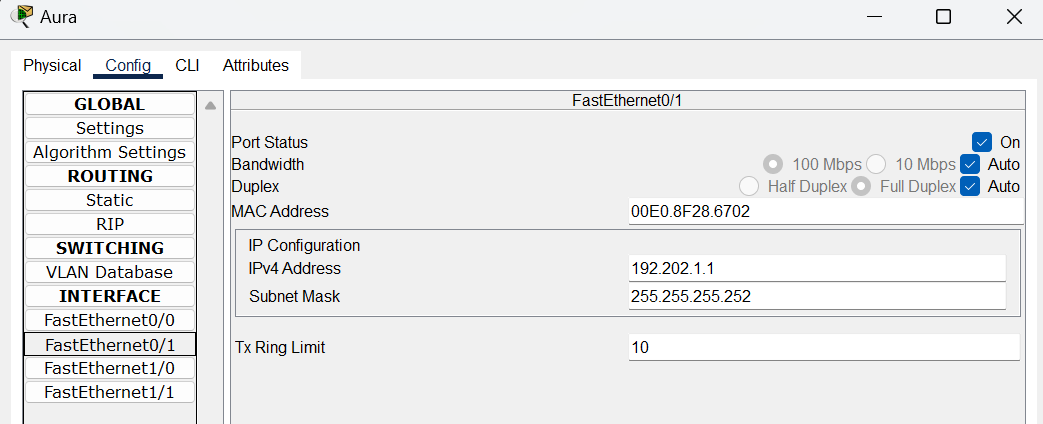 Aura
Physical Config CLI Attributes
GLOBAL
Settings
Algorithm Settings
ROUTING
Static
RIP
SWITCHING
VLAN Database
INTERFACE
FastEthernet0/0
FastEthernet0/1
FastEthernet1/0
FastEthernet1/1
FastEthernet0/1
Port Status On
Bandwidth 100 Mbps 10 Mbps Auto
Duplex Half Duplex Full Duplex Auto
MAC Address 00E0.8F28.6702
IP Configuration
IPv4 Address 192.202.1.1
Subnet Mask 255.255.255.252
Tx Ring Limit 10